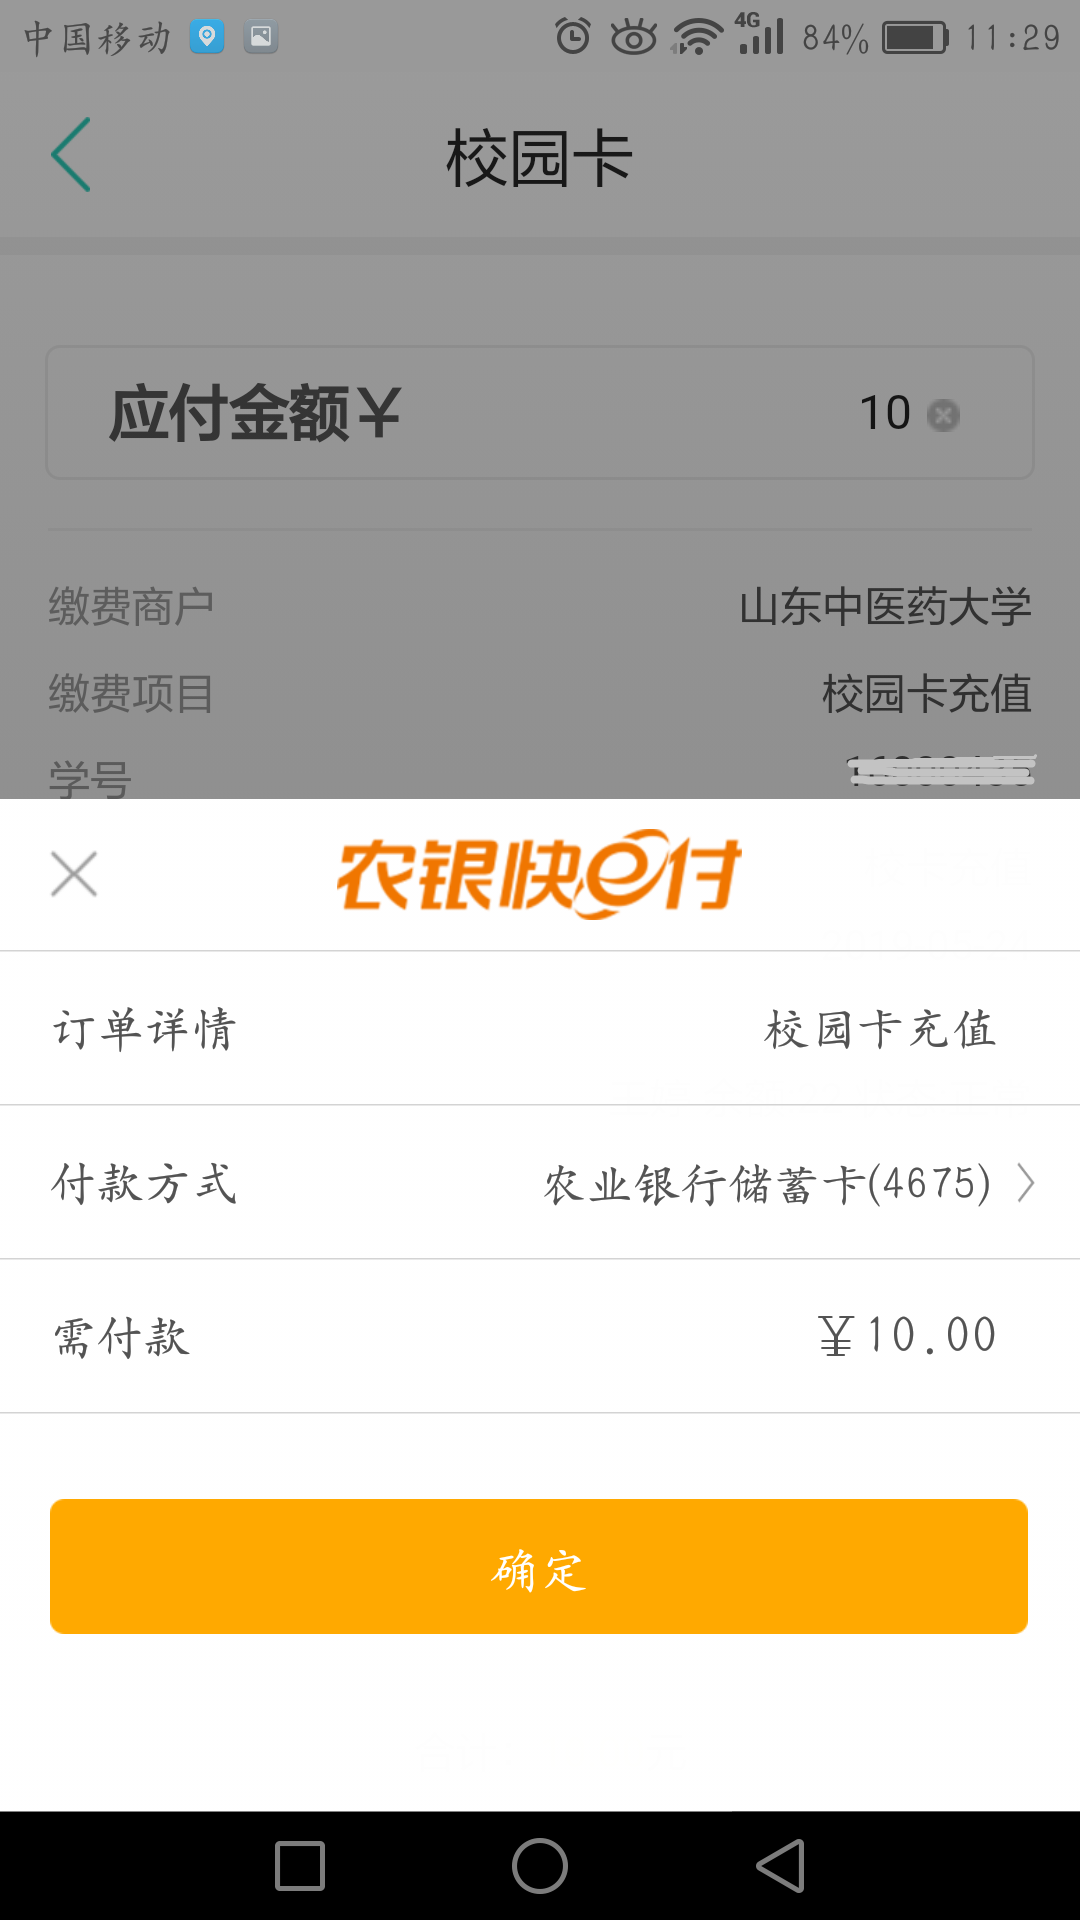 中国移动 4G 84% 11:29
校园卡
应付金额￥ 10
缴费商户 山东中医药大学
缴费项目 校园卡充值
学号
农银快e付
订单详情 校园卡充值
付款方式 农业银行储蓄卡(4675)
需付款 ￥10.00
确定